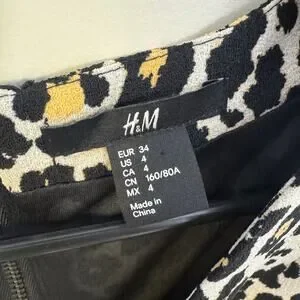 H&M
EUR 34
US 4
CA 4
CN 160/80A
MX 4
Made in
China